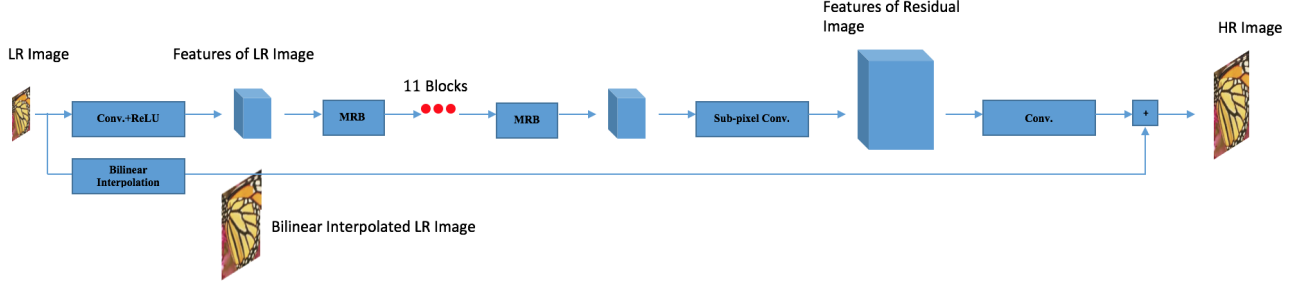 LR Image
Features of LR Image
11 Blocks
Features of Residual
Image
HR Image
Conv.+ReLU
MRB
MRB
Sub-pixel Conv.
Conv.
+
Bilinear
Interpolation
Bilinear Interpolated LR Image